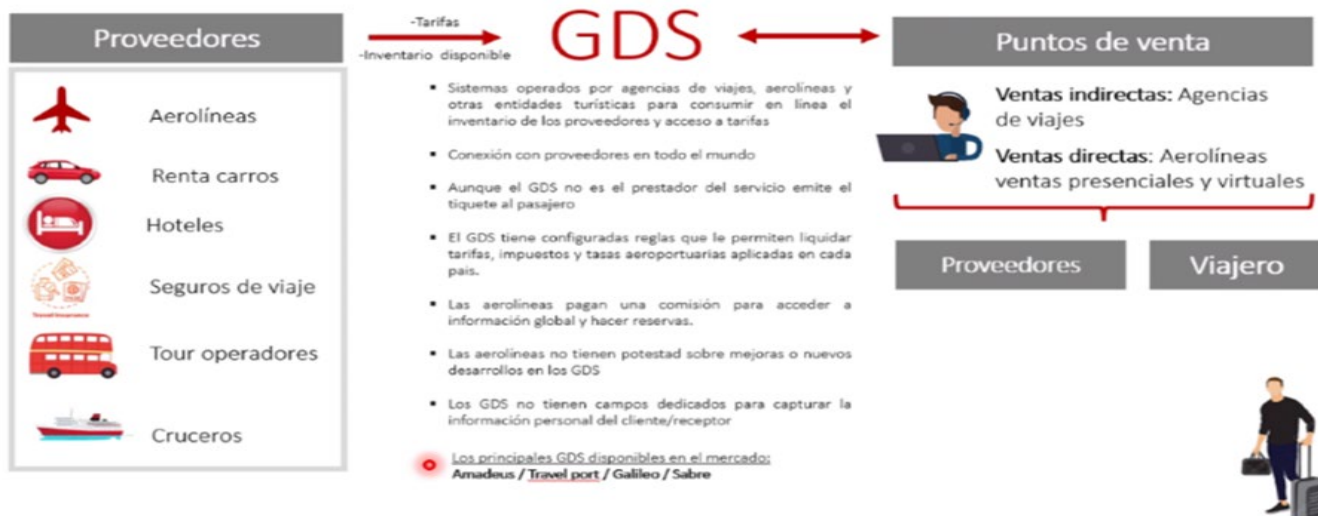 Proveedores
Aerolíneas
Renta carros
Hoteles
Travel Insurance
Seguros de viaje
Tour operadores
Cruceros
-Tarifas
-Inventario disponible
GDS
▪ Sistemas operados por agencias de viajes, aerolíneas y
otras entidades turísticas para consumir en línea el
inventario de los proveedores y acceso a tarifas
▪ Conexión con proveedores en todo el mundo
▪ Aunque el GDS no es el prestador del servicio emite el
tiquete al pasajero
▪ El GDS tiene configuradas reglas que le permiten liquidar
tarifas, impuestos y tasas aeroportuarias aplicadas en cada
país.
▪ Las aerolíneas pagan una comisión para acceder a
información global y hacer reservas.
▪ Las aerolíneas no tienen potestad sobre mejoras o nuevos
desarrollos en los GDS
▪ Los GDS no tienen campos dedicados para capturar la
información personal del cliente/receptor
Los principales GDS disponibles en el mercado:
Amadeus / Travel port / Galileo / Sabre
Puntos de venta
Ventas indirectas: Agencias
de viajes
Ventas directas: Aerolíneas
ventas presenciales y virtuales
Proveedores
Viajero